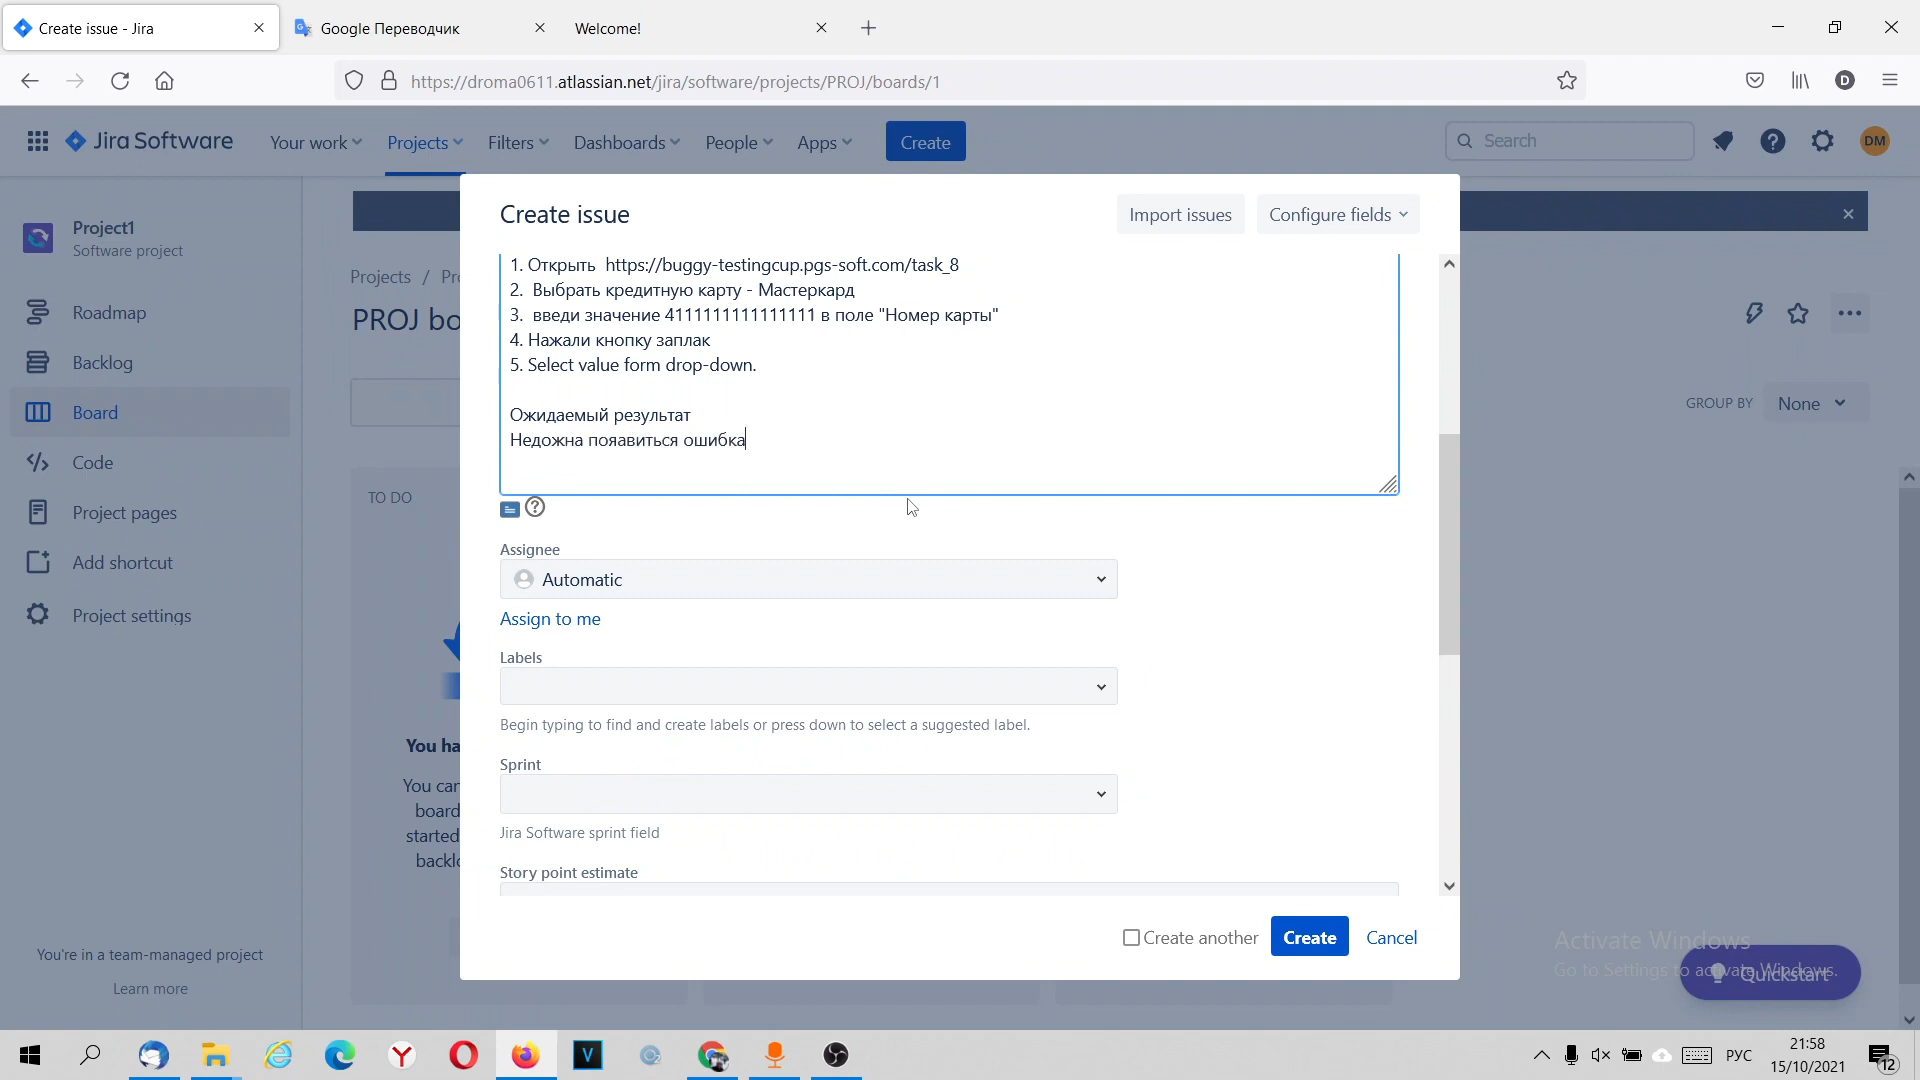 Create issue - Jira
Google Переводчик
Welcome!
https://droma0611.atlassian.net/jira/software/projects/PROJ/boards/1
D
Jira Software
Your work
Projects
Filters
Dashboards
People
Apps
Create
Search
DM
Project1
Software project
Roadmap
Backlog
Board
Code
Project pages
Add shortcut
Project settings
You're in a team-managed project
Learn more
Projects /
PROJ
GROUP BY
None
TO DO
You
You can
board
started
Create issue
Import issues
Configure fields
1. Открыть  https://buggy-testingcup.pgs-soft.com/task_8
2.  Выбрать кредитную карту - Мастеркард
3.  введи значение 4111111111111111 в поле "Номер карты"
4. Нажали кнопку заплак
5. Select value form drop-down.
Ожидаемый результат
Недожна пояавиться ошибка
Assignee
Automatic
Assign to me
Labels
Begin typing to find and create labels or press down to select a suggested label.
Sprint
Jira Software sprint field
Story point estimate
Create another
Create
Cancel
Activate Windows
Go to Settings to activate Windows.
Quickstart
V
РУС
21:58
15/10/2021
12